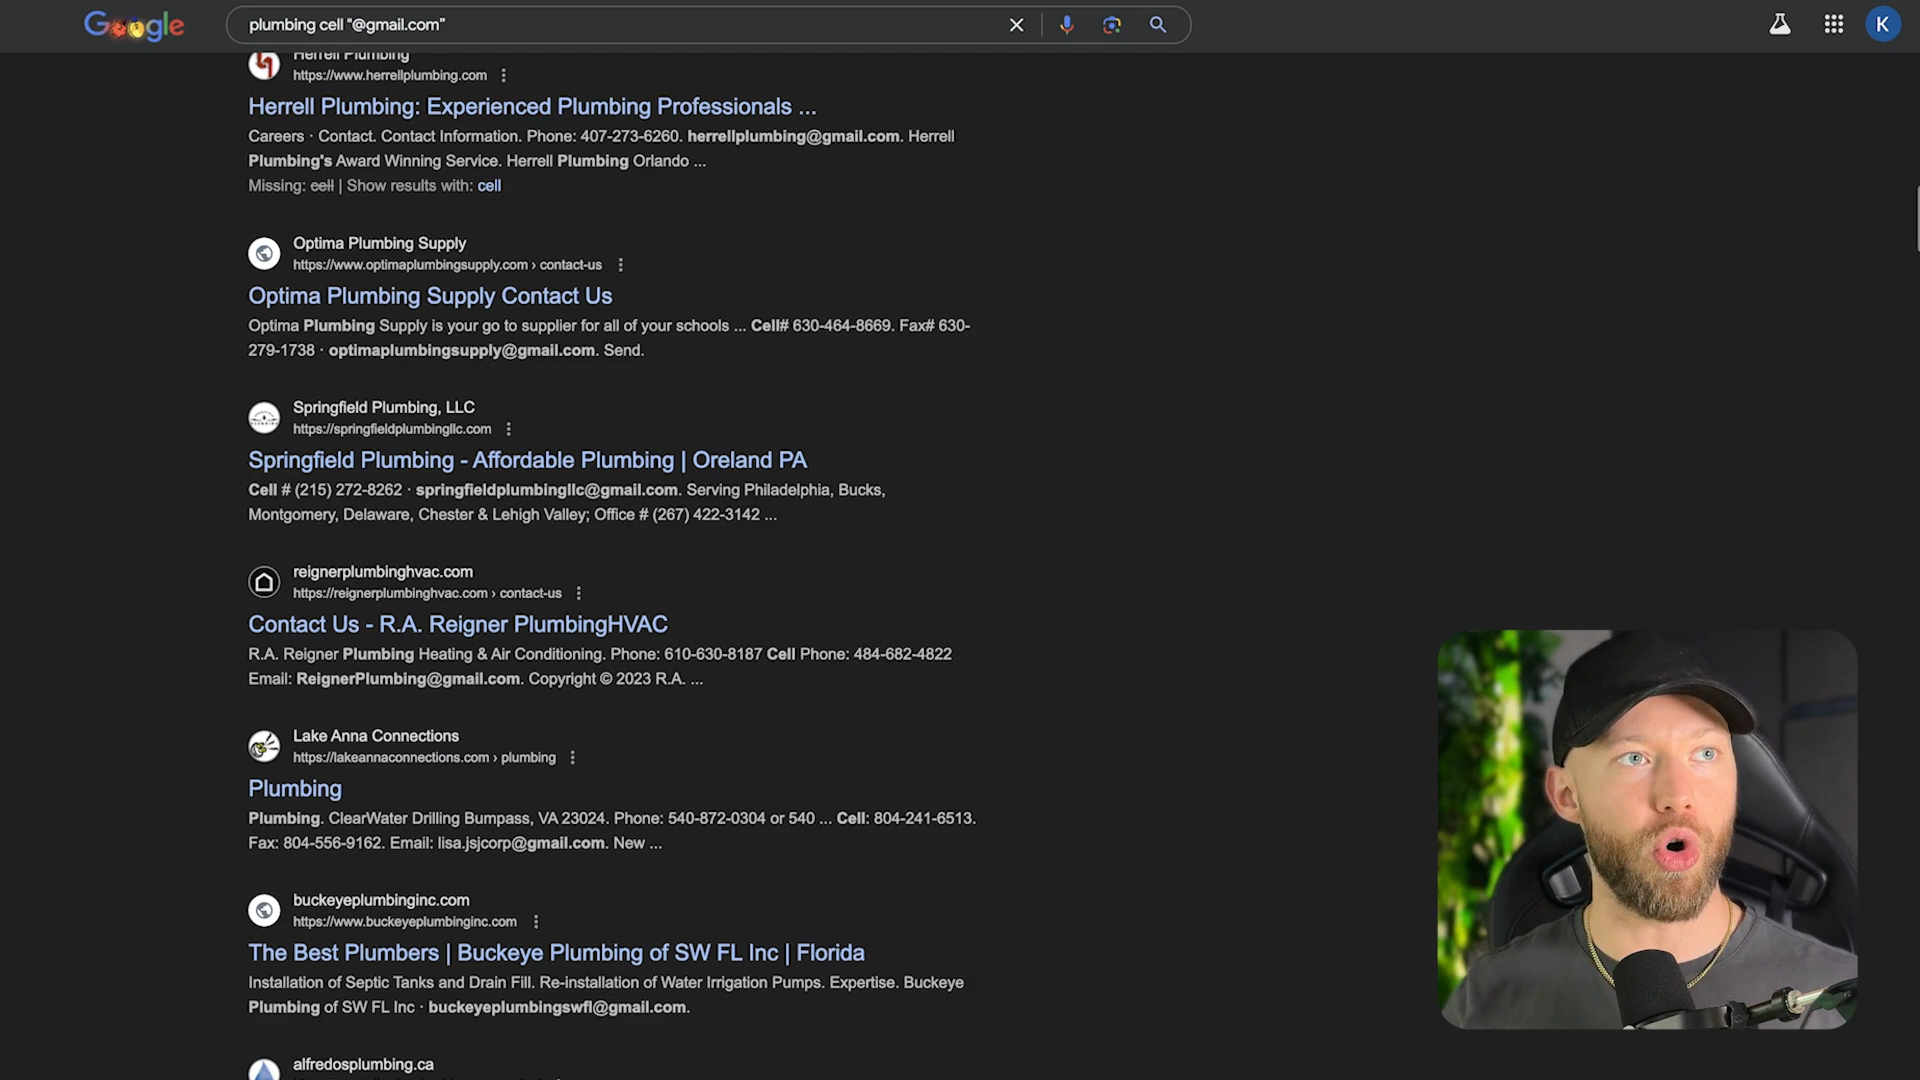 Google
plumbing cell "@gmail.com"
K
Herrell Plumbing
https://www.herrellplumbing.com
Herrell Plumbing: Experienced Plumbing Professionals ...
Careers · Contact. Contact Information. Phone: 407-273-6260. herrellplumbing@gmail.com. Herrell
Plumbing's Award Winning Service. Herrell Plumbing Orlando ...
Missing: cell | Show results with: cell
Optima Plumbing Supply
https://www.optimaplumbingsupply.com › contact-us
Optima Plumbing Supply Contact Us
Optima Plumbing Supply is your go to supplier for all of your schools ... Cell# 630-464-8669. Fax# 630-
279-1738 · optimaplumbingsupply@gmail.com. Send.
Springfield Plumbing, LLC
https://springfieldplumbingllc.com
Springfield Plumbing - Affordable Plumbing | Oreland PA
Cell # (215) 272-8262 · springfieldplumbingllc@gmail.com. Serving Philadelphia, Bucks,
Montgomery, Delaware, Chester & Lehigh Valley; Office # (267) 422-3142 ...
reignerplumbinghvac.com
https://reignerplumbinghvac.com › contact-us
Contact Us - R.A. Reigner PlumbingHVAC
R.A. Reigner Plumbing Heating & Air Conditioning. Phone: 610-630-8187 Cell Phone: 484-682-4822
Email: ReignerPlumbing@gmail.com. Copyright © 2023 R.A. ...
Lake Anna Connections
https://lakeannaconnections.com › plumbing
Plumbing
Plumbing. ClearWater Drilling Bumpass, VA 23024. Phone: 540-872-0304 or 540 ... Cell: 804-241-6513.
Fax: 804-556-9162. Email: lisa.jsjcorp@gmail.com. New ...
buckeyeplumbinginc.com
https://www.buckeyeplumbinginc.com
The Best Plumbers | Buckeye Plumbing of SW FL Inc | Florida
Installation of Septic Tanks and Drain Fill. Re-installation of Water Irrigation Pumps. Expertise. Buckeye
Plumbing of SW FL Inc · buckeyeplumbingswfl@gmail.com.
alfredosplumbing.ca